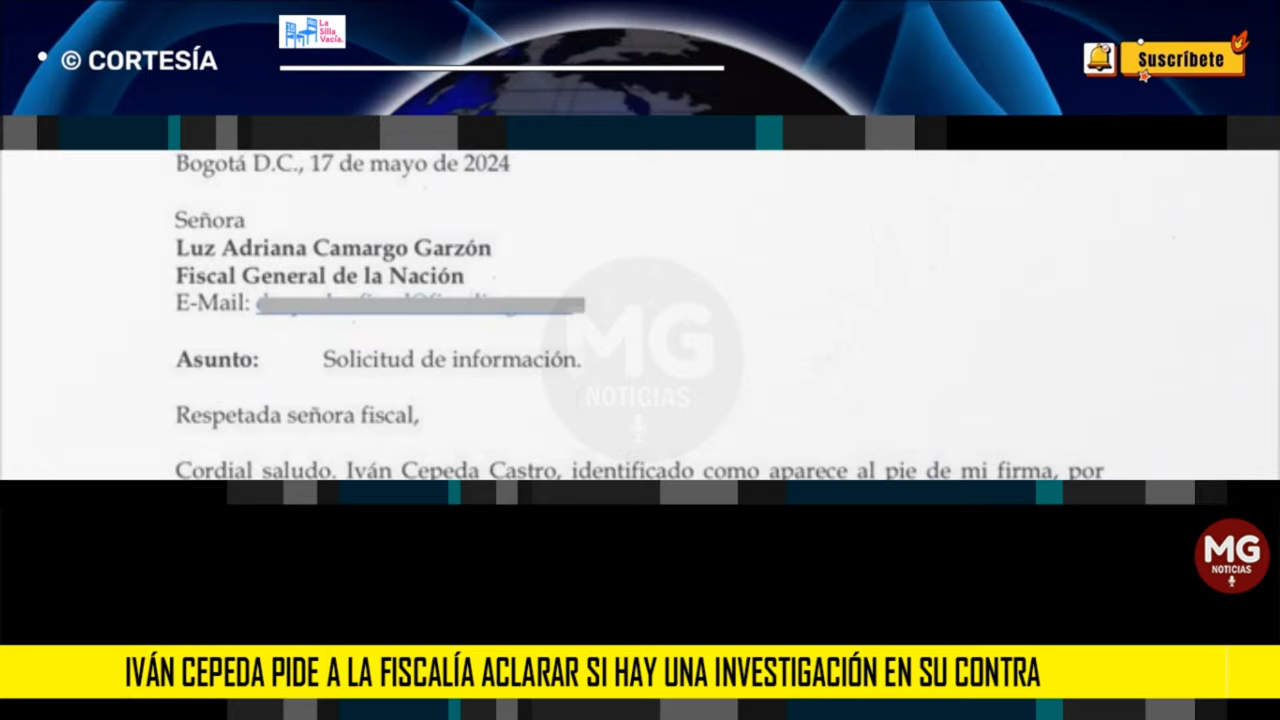 © CORTESÍA
La
Silla
Vacía.
Suscríbete
Bogotá D.C., 17 de mayo de 2024
Señora
Luz Adriana Camargo Garzón
Fiscal General de la Nación
E-Mail:
Asunto: Solicitud de información.
Respetada señora fiscal,
Cordial saludo. Iván Cepeda Castro, identificado como aparece al pie de mi firma, por
MG
NOTICIAS
MG
NOTICIAS
IVÁN CEPEDA PIDE A LA FISCALÍA ACLARAR SI HAY UNA INVESTIGACIÓN EN SU CONTRA